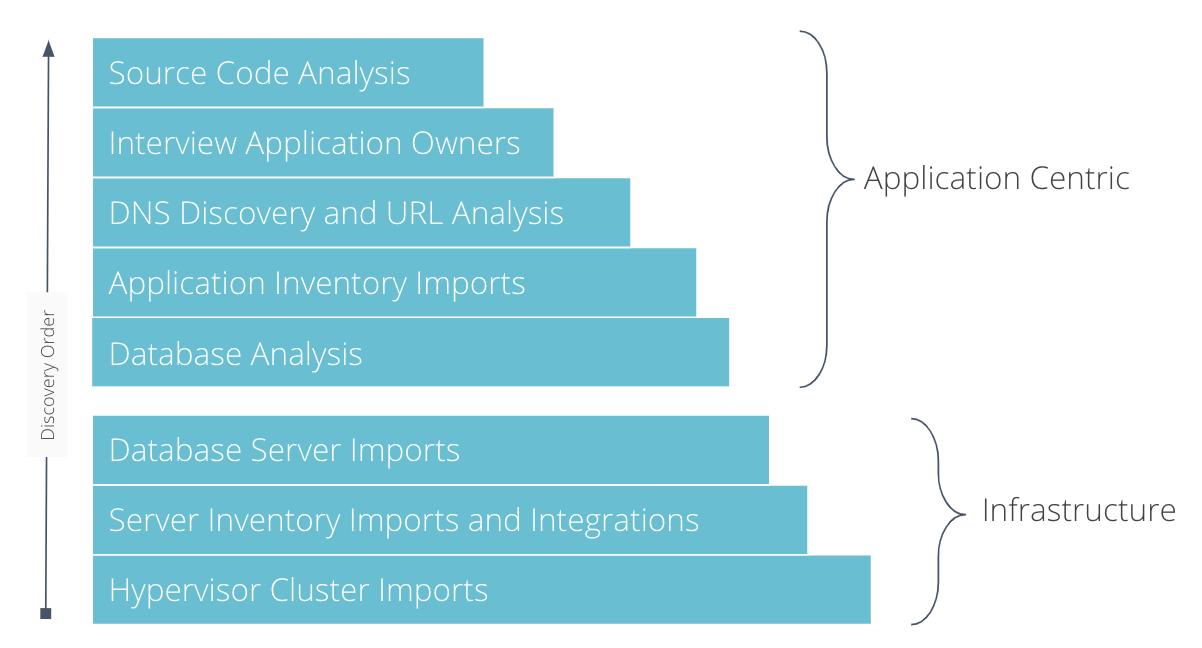 Source Code Analysis
Interview Application Owners
DNS Discovery and URL Analysis
Application Inventory Imports
Database Analysis
Application Centric
Discovery Order
Database Server Imports
Server Inventory Imports and Integrations
Hypervisor Cluster Imports
Infrastructure